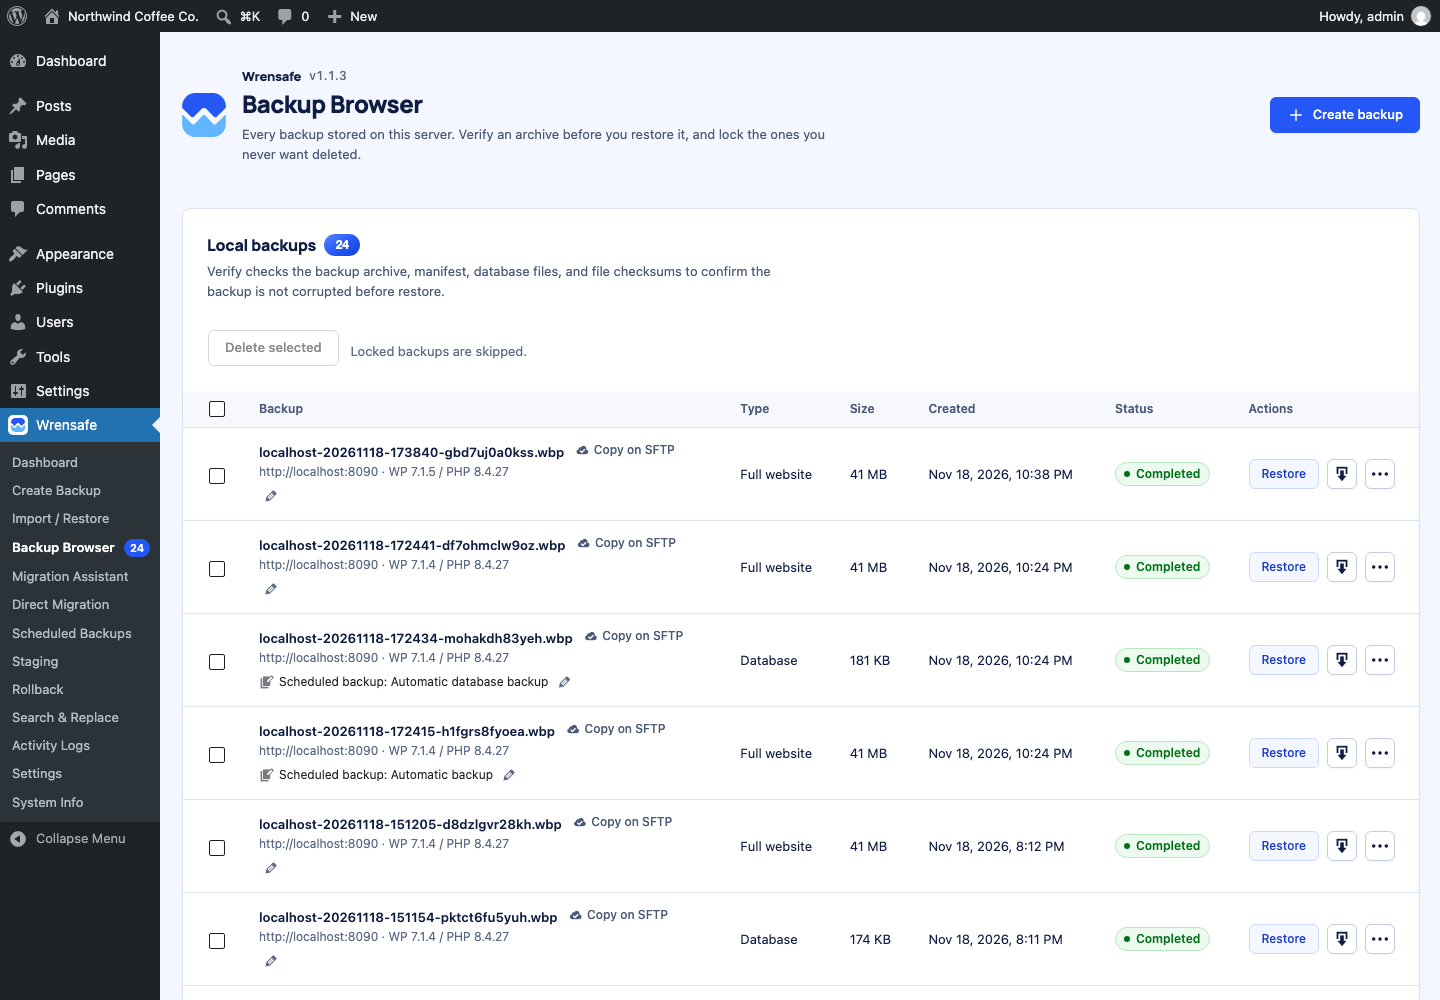 Northwind Coffee Co.
⌘K
0
New
Howdy, admin
Dashboard
Posts
Media
Pages
Comments
Appearance
Plugins
Users
Tools
Settings
Wrensafe
Dashboard
Create Backup
Import / Restore
Backup Browser 24
Migration Assistant
Direct Migration
Scheduled Backups
Staging
Rollback
Search & Replace
Activity Logs
Settings
System Info
Collapse Menu
Wrensafe v1.1.3
Backup Browser
Every backup stored on this server. Verify an archive before you restore it, and lock the ones you
never want deleted.
Create backup
Local backups 24
Verify checks the backup archive, manifest, database files, and file checksums to confirm the
backup is not corrupted before restore.
Delete selected
Locked backups are skipped.
Backup Type Size Created Status Actions
localhost-20261118-173840-gbd7uj0a0kss.wbp Copy on SFTP
http://localhost:8090 · WP 7.1.5 / PHP 8.4.27
Full website 41 MB Nov 18, 2026, 10:38 PM Completed Restore
localhost-20261118-172441-df7ohmclw9oz.wbp Copy on SFTP
http://localhost:8090 · WP 7.1.4 / PHP 8.4.27
Full website 41 MB Nov 18, 2026, 10:24 PM Completed Restore
localhost-20261118-172434-mohakdh83yeh.wbp Copy on SFTP
http://localhost:8090 · WP 7.1.4 / PHP 8.4.27
Database 181 KB Nov 18, 2026, 10:24 PM Completed Restore
Scheduled backup: Automatic database backup
localhost-20261118-172415-h1fgrs8fyoea.wbp Copy on SFTP
http://localhost:8090 · WP 7.1.4 / PHP 8.4.27
Full website 41 MB Nov 18, 2026, 10:24 PM Completed Restore
Scheduled backup: Automatic backup
localhost-20261118-151205-d8dzlgvr28kh.wbp Copy on SFTP
http://localhost:8090 · WP 7.1.4 / PHP 8.4.27
Full website 41 MB Nov 18, 2026, 8:12 PM Completed Restore
localhost-20261118-151154-pktct6fu5yuh.wbp Copy on SFTP
http://localhost:8090 · WP 7.1.4 / PHP 8.4.27
Database 174 KB Nov 18, 2026, 8:11 PM Completed Restore